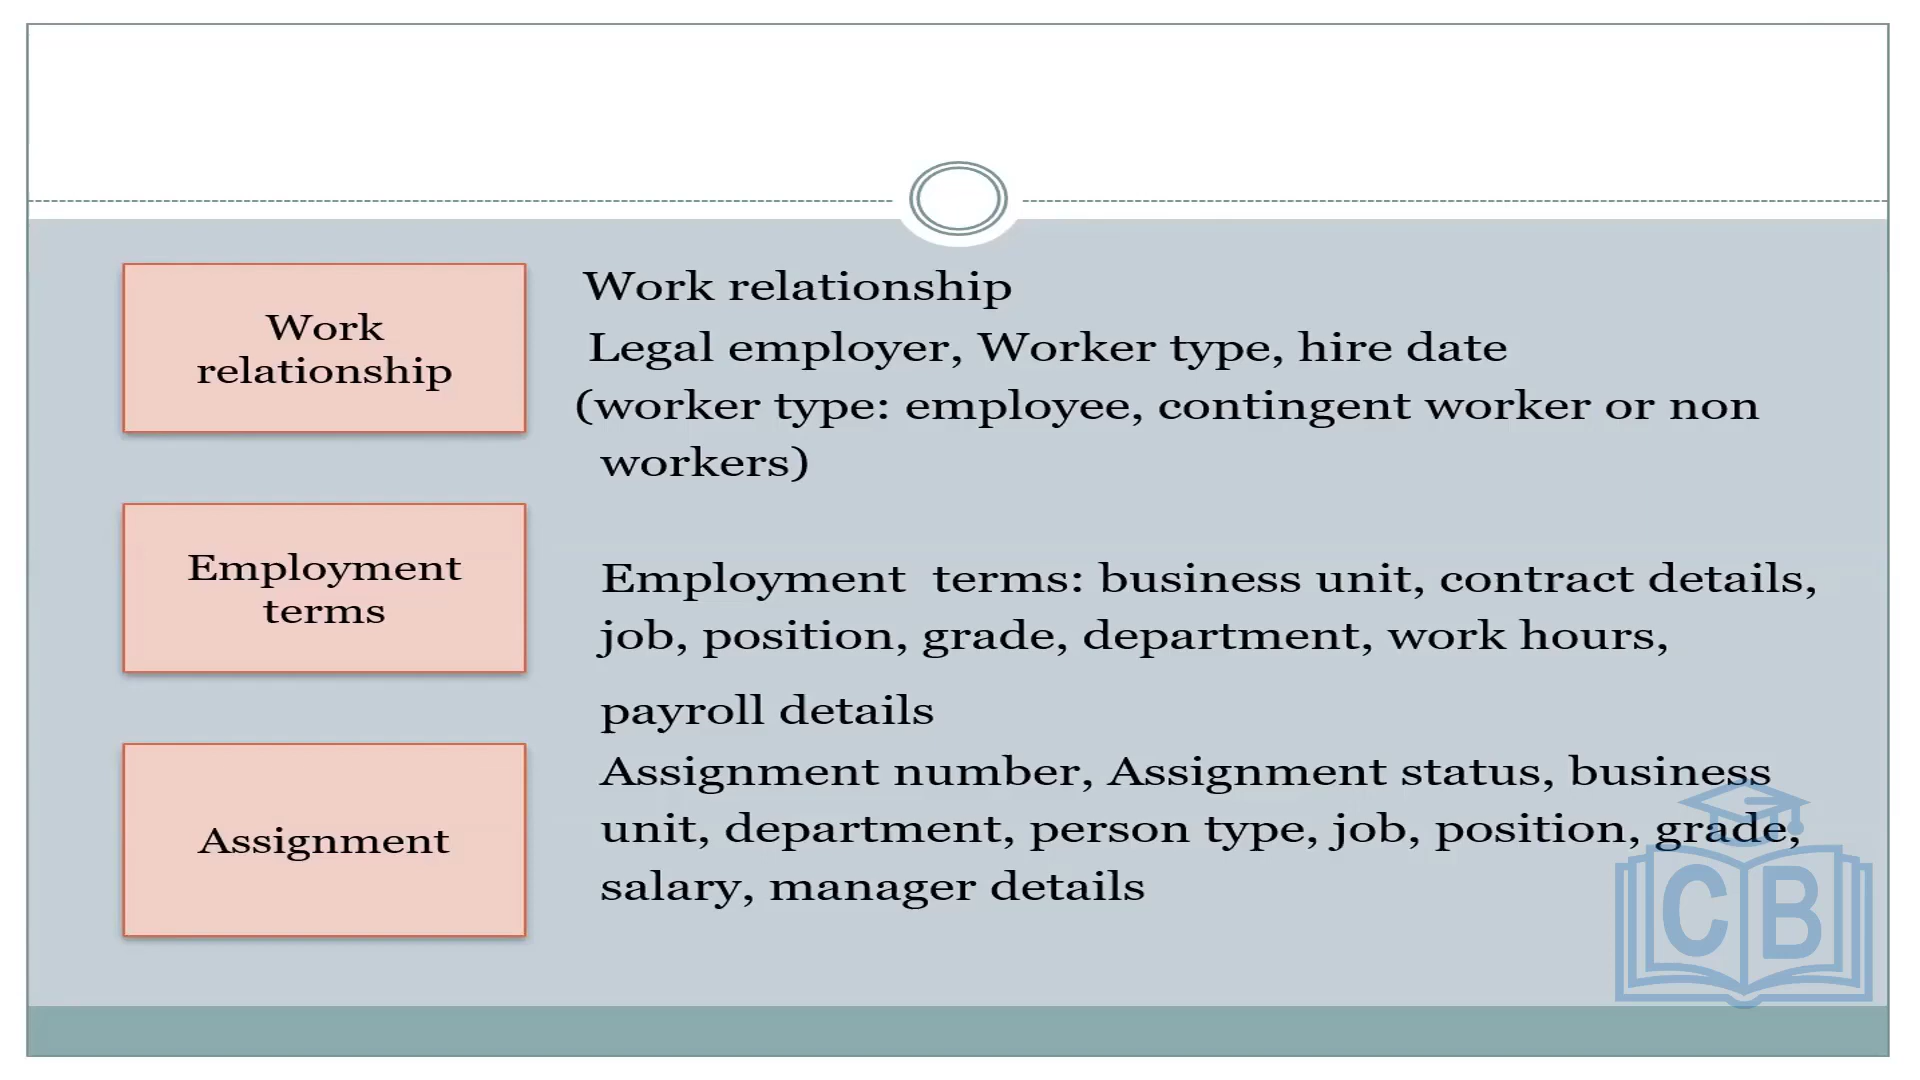 Work
relationship
Work relationship
Legal employer, Worker type, hire date
(worker type: employee, contingent worker or non
workers)
Employment
terms
Employment terms: business unit, contract details,
job, position, grade, department, work hours,
payroll details
Assignment
Assignment number, Assignment status, business
unit, department, person type, job, position, grade,
salary, manager details
CB